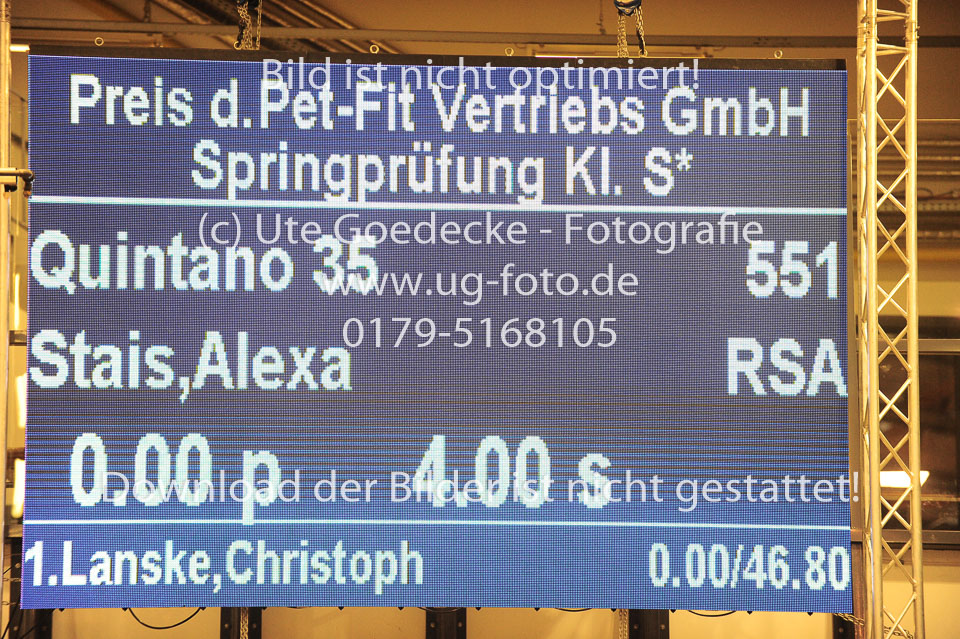 Bild ist nicht optimiert!
Preis d.Pet-Fit Vertriebs GmbH
Springprüfung Kl. S*
(c) Ute Goedecke - Fotografie
Quintano 35 551
www.ug-foto.de
0179-5168105
Stais,Alexa RSA
0.00 p 4.00 s
Download der Bilder ist nicht gestattet!
1.Lanske,Christoph 0.00/46.80